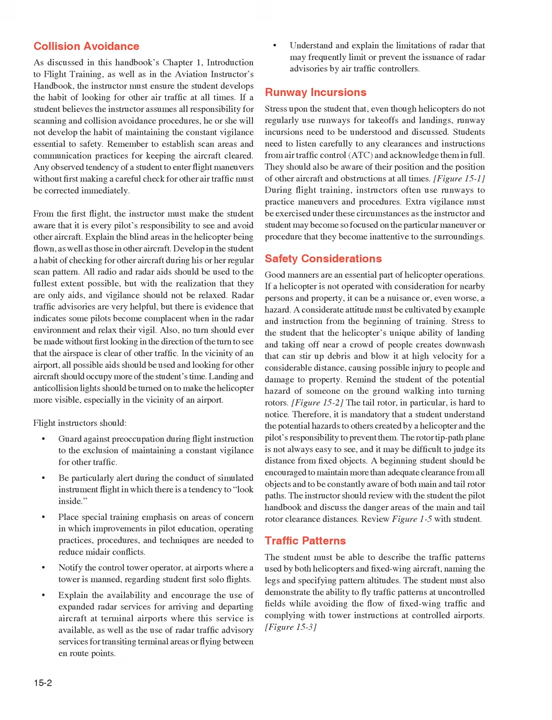 Collision Avoidance
As discussed in this handbook's Chapter 1, Introduction
to Flight Training, as well as in the Aviation Instructor's
Handbook, the instructor must ensure the student develops
the habit of looking for other air traffic at all times. If a
student believes the instructor assumes all responsibility for
scanning and collision avoidance procedures, he or she will
not develop the habit of maintaining the constant vigilance
essential to safety. Remember to establish scan areas and
communication practices for keeping the aircraft cleared.
Any observed tendency of a student to enter flight maneuvers
without first making a careful check for other air traffic must
be corrected immediately.
From the first flight, the instructor must make the student
aware that it is every pilot's responsibility to see and avoid
other aircraft. Explain the blind areas in the helicopter being
flown, as well as those in other aircraft. Develop in the student
a habit of checking for other aircraft during his or her regular
scan pattern. All radio and radar aids should be used to the
fullest extent possible, but with the realization that they
are only aids, and vigilance should not be relaxed. Radar
traffic advisories are very helpful, but there is evidence that
indicates some pilots become complacent when in the radar
environment and relax their vigil. Also, no turn should ever
be made without first looking in the direction of the turn to see
that the airspace is clear of other traffic. In the vicinity of an
airport, all possible aids should be used and looking for other
aircraft should occupy more of the student's time. Landing and
anticollision lights should be turned on to make the helicopter
more visible, especially in the vicinity of an airport.
Flight instructors should:
• Guard against preoccupation during flight instruction
to the exclusion of maintaining a constant vigilance
for other traffic.
• Be particularly alert during the conduct of simulated
instrument flight in which there is a tendency to "look
inside."
• Place special training emphasis on areas of concern
in which improvements in pilot education, operating
practices, procedures, and techniques are needed to
reduce midair conflicts.
• Notify the control tower operator, at airports where a
tower is manned, regarding student first solo flights.
• Explain the availability and encourage the use of
expanded radar services for arriving and departing
aircraft at terminal airports where this service is
available, as well as the use of radar traffic advisory
services for transiting terminal areas or flying between
en route points.
• Understand and explain the limitations of radar that
may frequently limit or prevent the issuance of radar
advisories by air traffic controllers.
Runway Incursions
Stress upon the student that, even though helicopters do not
regularly use runways for takeoffs and landings, runway
incursions need to be understood and discussed. Students
need to listen carefully to any clearances and instructions
from air traffic control (ATC) and acknowledge them in full.
They should also be aware of their position and the position
of other aircraft and obstructions at all times. [Figure 15-1]
During flight training, instructors often use runways to
practice maneuvers and procedures. Extra vigilance must
be exercised under these circumstances as the instructor and
student may become so focused on the particular maneuver or
procedure that they become inattentive to the surroundings.
Safety Considerations
Good manners are an essential part of helicopter operations.
If a helicopter is not operated with consideration for nearby
persons and property, it can be a nuisance or, even worse, a
hazard. A considerate attitude must be cultivated by example
and instruction from the beginning of training. Stress to
the student that the helicopter's unique ability of landing
and taking off near a crowd of people creates downwash
that can stir up debris and blow it at high velocity for a
considerable distance, causing possible injury to people and
damage to property. Remind the student of the potential
hazard of someone on the ground walking into turning
rotors. [Figure 15-2] The tail rotor, in particular, is hard to
notice. Therefore, it is mandatory that a student understand
the potential hazards to others created by a helicopter and the
pilot's responsibility to prevent them. The rotor tip-path plane
is not always easy to see, and it may be difficult to judge its
distance from fixed objects. A beginning student should be
encouraged to maintain more than adequate clearance from all
objects and to be constantly aware of both main and tail rotor
paths. The instructor should review with the student the pilot
handbook and discuss the danger areas of the main and tail
rotor clearance distances. Review Figure 1-5 with student.
Traffic Patterns
The student must be able to describe the traffic patterns
used by both helicopters and fixed-wing aircraft, naming the
legs and specifying pattern altitudes. The student must also
demonstrate the ability to fly traffic patterns at uncontrolled
fields while avoiding the flow of fixed-wing traffic and
complying with tower instructions at controlled airports.
[Figure 15-3]
15-2